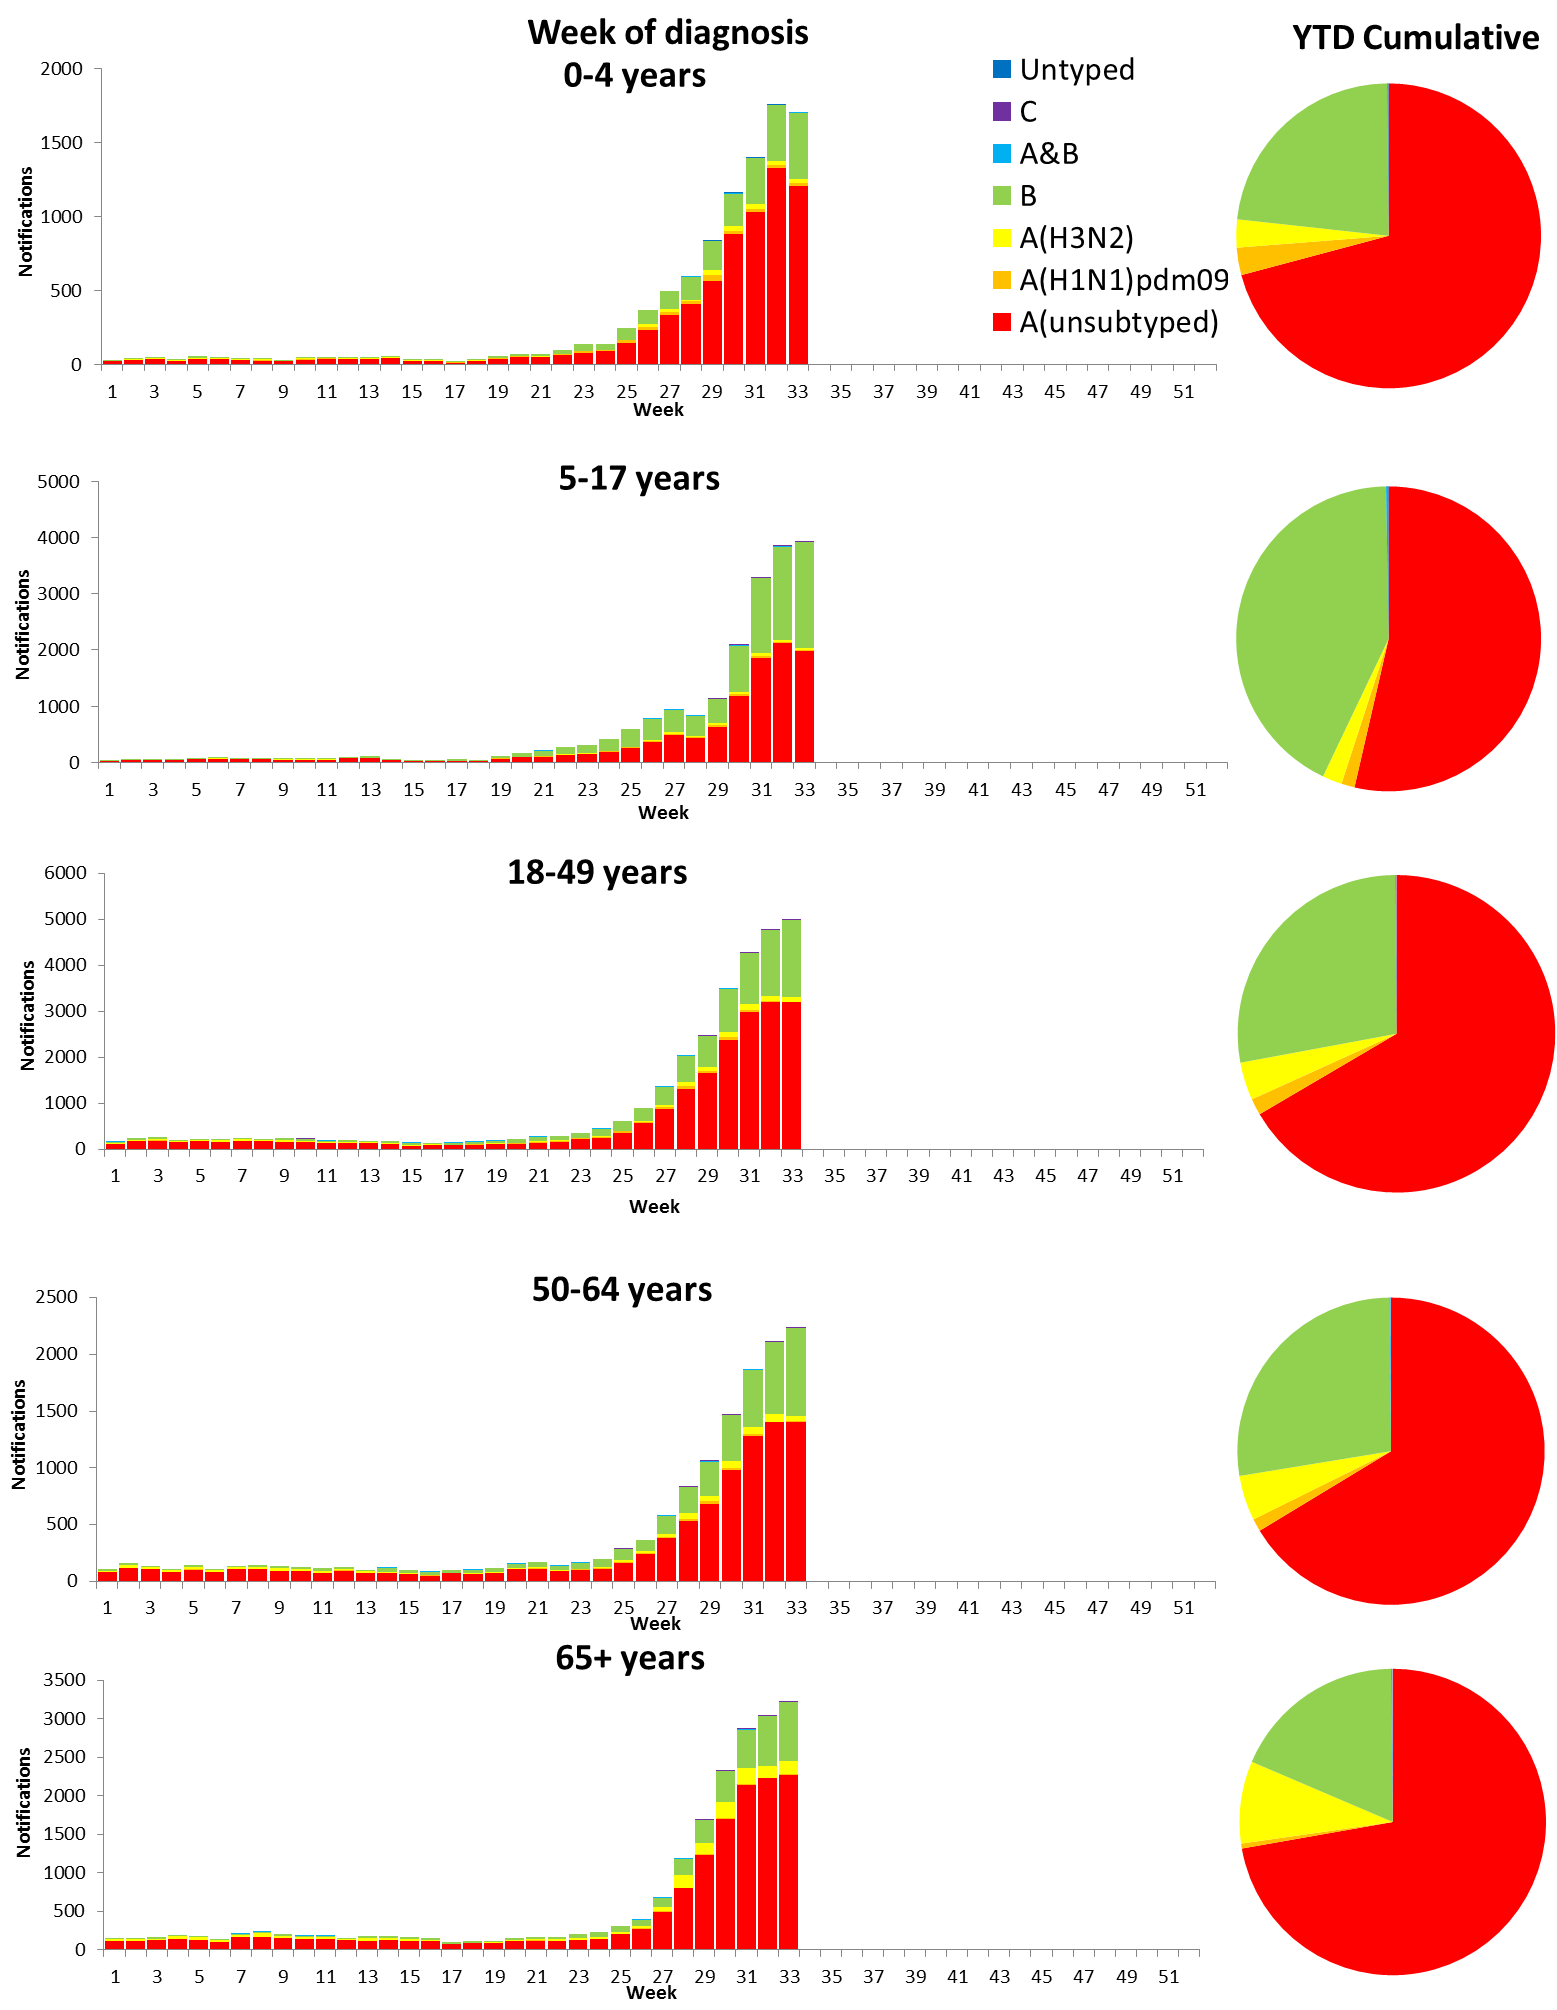 Week of diagnosis
YTD Cumulative
0-4 years
Untyped
C
A&B
B
A(H3N2)
A(H1N1)pdm09
A(unsubtyped)
Notifications
2000
1500
1000
500
0
1 3 5 7 9 11 13 15 17 19 21 23 25 27 29 31 33 35 37 39 41 43 45 47 49 51
Week
5-17 years
Notifications
5000
4000
3000
2000
1000
0
1 3 5 7 9 11 13 15 17 19 21 23 25 27 29 31 33 35 37 39 41 43 45 47 49 51
Week
18-49 years
Notifications
6000
5000
4000
3000
2000
1000
0
1 3 5 7 9 11 13 15 17 19 21 23 25 27 29 31 33 35 37 39 41 43 45 47 49 51
Week
50-64 years
Notifications
2500
2000
1500
1000
500
0
1 3 5 7 9 11 13 15 17 19 21 23 25 27 29 31 33 35 37 39 41 43 45 47 49 51
Week
65+ years
Notifications
3500
3000
2500
2000
1500
1000
500
0
1 3 5 7 9 11 13 15 17 19 21 23 25 27 29 31 33 35 37 39 41 43 45 47 49 51
Week